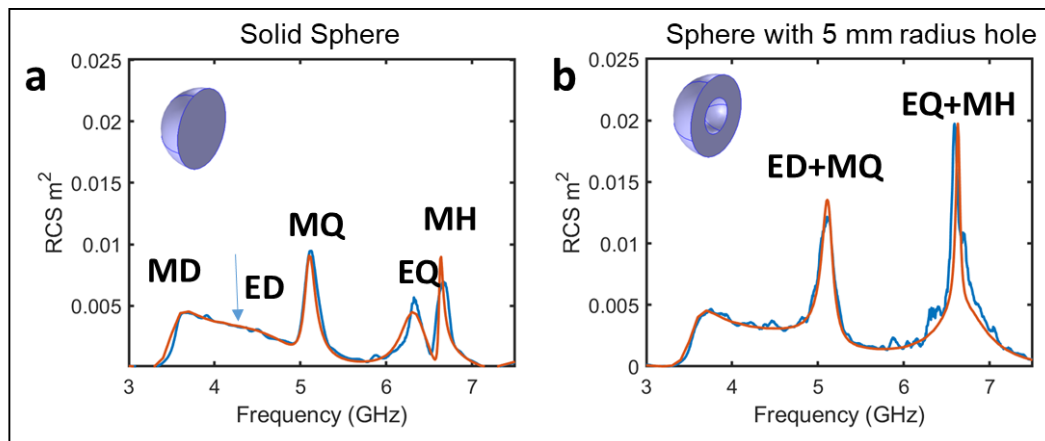 Solid Sphere
a
0.025
0.02
0.015
0.01
0.005
0
RCS m²
MD
ED
MQ
EQ
MH
3
4
5
6
7
Frequency (GHz)
Sphere with 5 mm radius hole
b
0.025
0.02
0.015
0.01
0.005
0
RCS m²
ED+MQ
EQ+MH
3
4
5
6
7
Frequency (GHz)